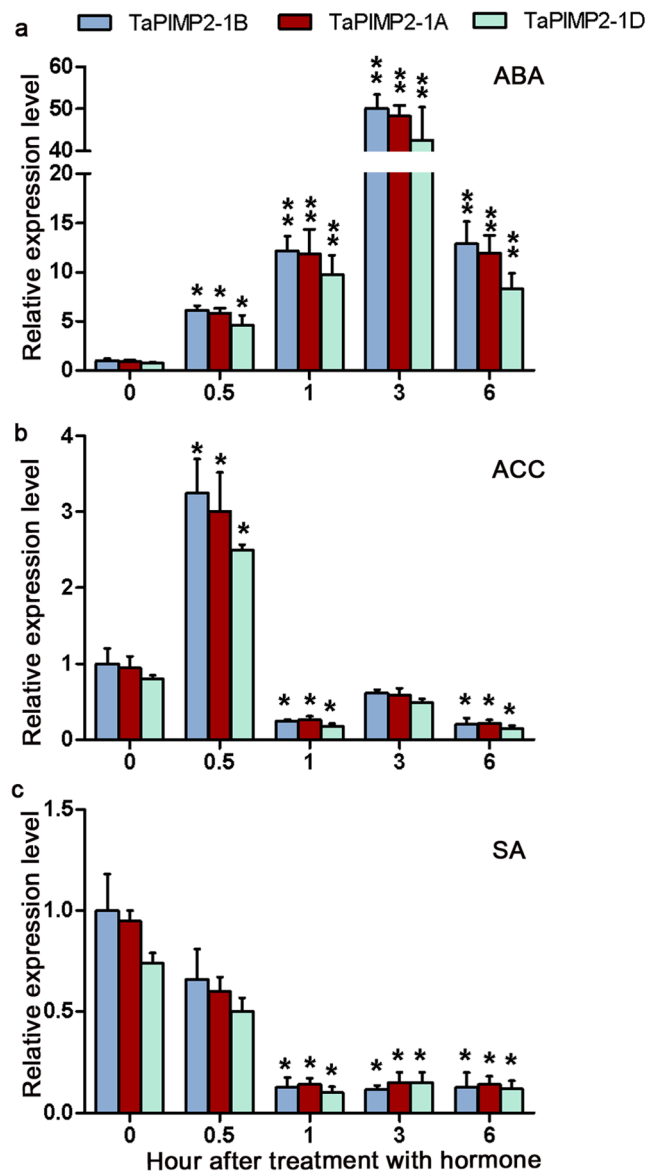 a
TaPIMP2-1B TaPIMP2-1A TaPIMP2-1D
ABA
Relative expression level
60
50
40
20
15
10
5
0
** ** **
** ** **
** ** **
* * *
0 0.5 1 3 6
b
ACC
Relative expression level
4
3
2
1
0
* * *
* * *
* * *
0 0.5 1 3 6
c
SA
Relative expression level
1.5
1.0
0.5
0.0
* * *
* * *
* * *
0 0.5 1 3 6
Hour after treatment with hormone